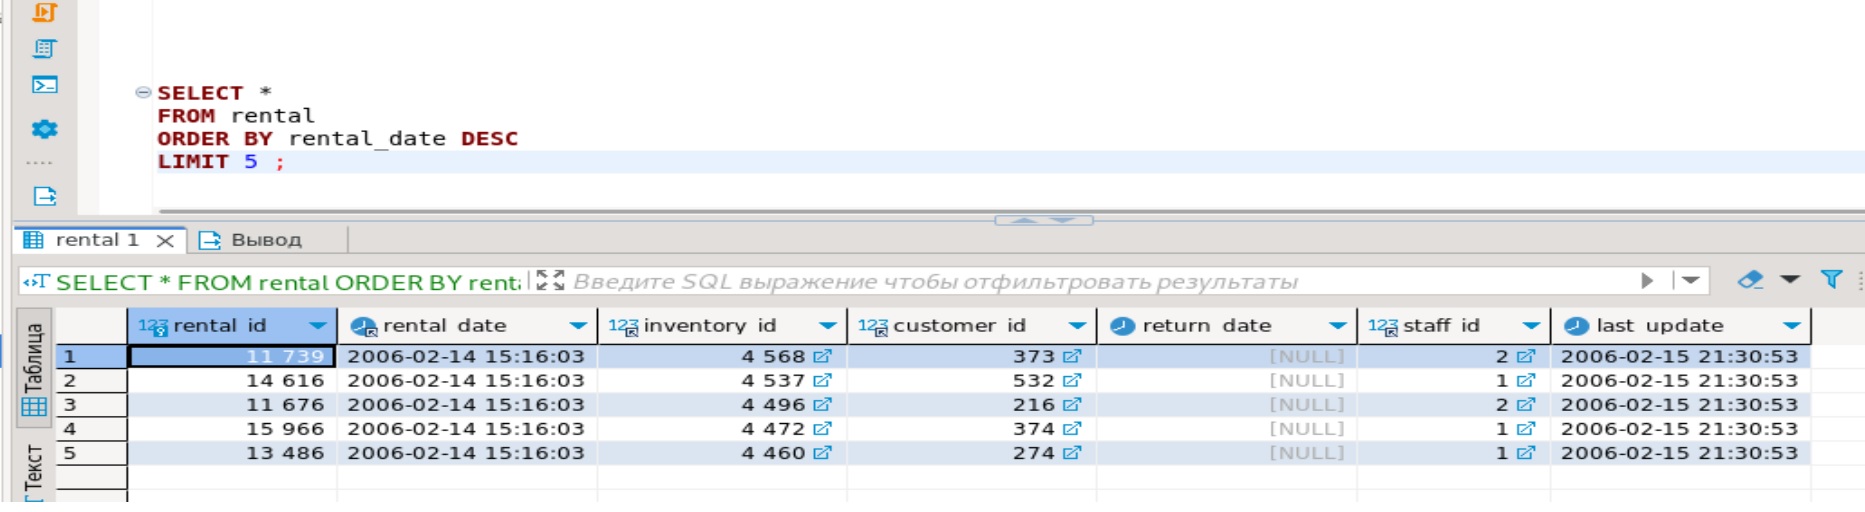 SELECT *
FROM rental
ORDER BY rental_date DESC
LIMIT 5 ;
rental 1 Вывод
SELECT * FROM rental ORDER BY rent Введите SQL выражение чтобы отфильтровать результаты
Таблица
Текст
123 rental_id rental_date 123 inventory_id 123 customer_id return_date 123 staff_id last_update
1 11 739 2006-02-14 15:16:03 4 568 373 [NULL] 2 2006-02-15 21:30:53
2 14 616 2006-02-14 15:16:03 4 537 532 [NULL] 1 2006-02-15 21:30:53
3 11 676 2006-02-14 15:16:03 4 496 216 [NULL] 2 2006-02-15 21:30:53
4 15 966 2006-02-14 15:16:03 4 472 374 [NULL] 1 2006-02-15 21:30:53
5 13 486 2006-02-14 15:16:03 4 460 274 [NULL] 1 2006-02-15 21:30:53